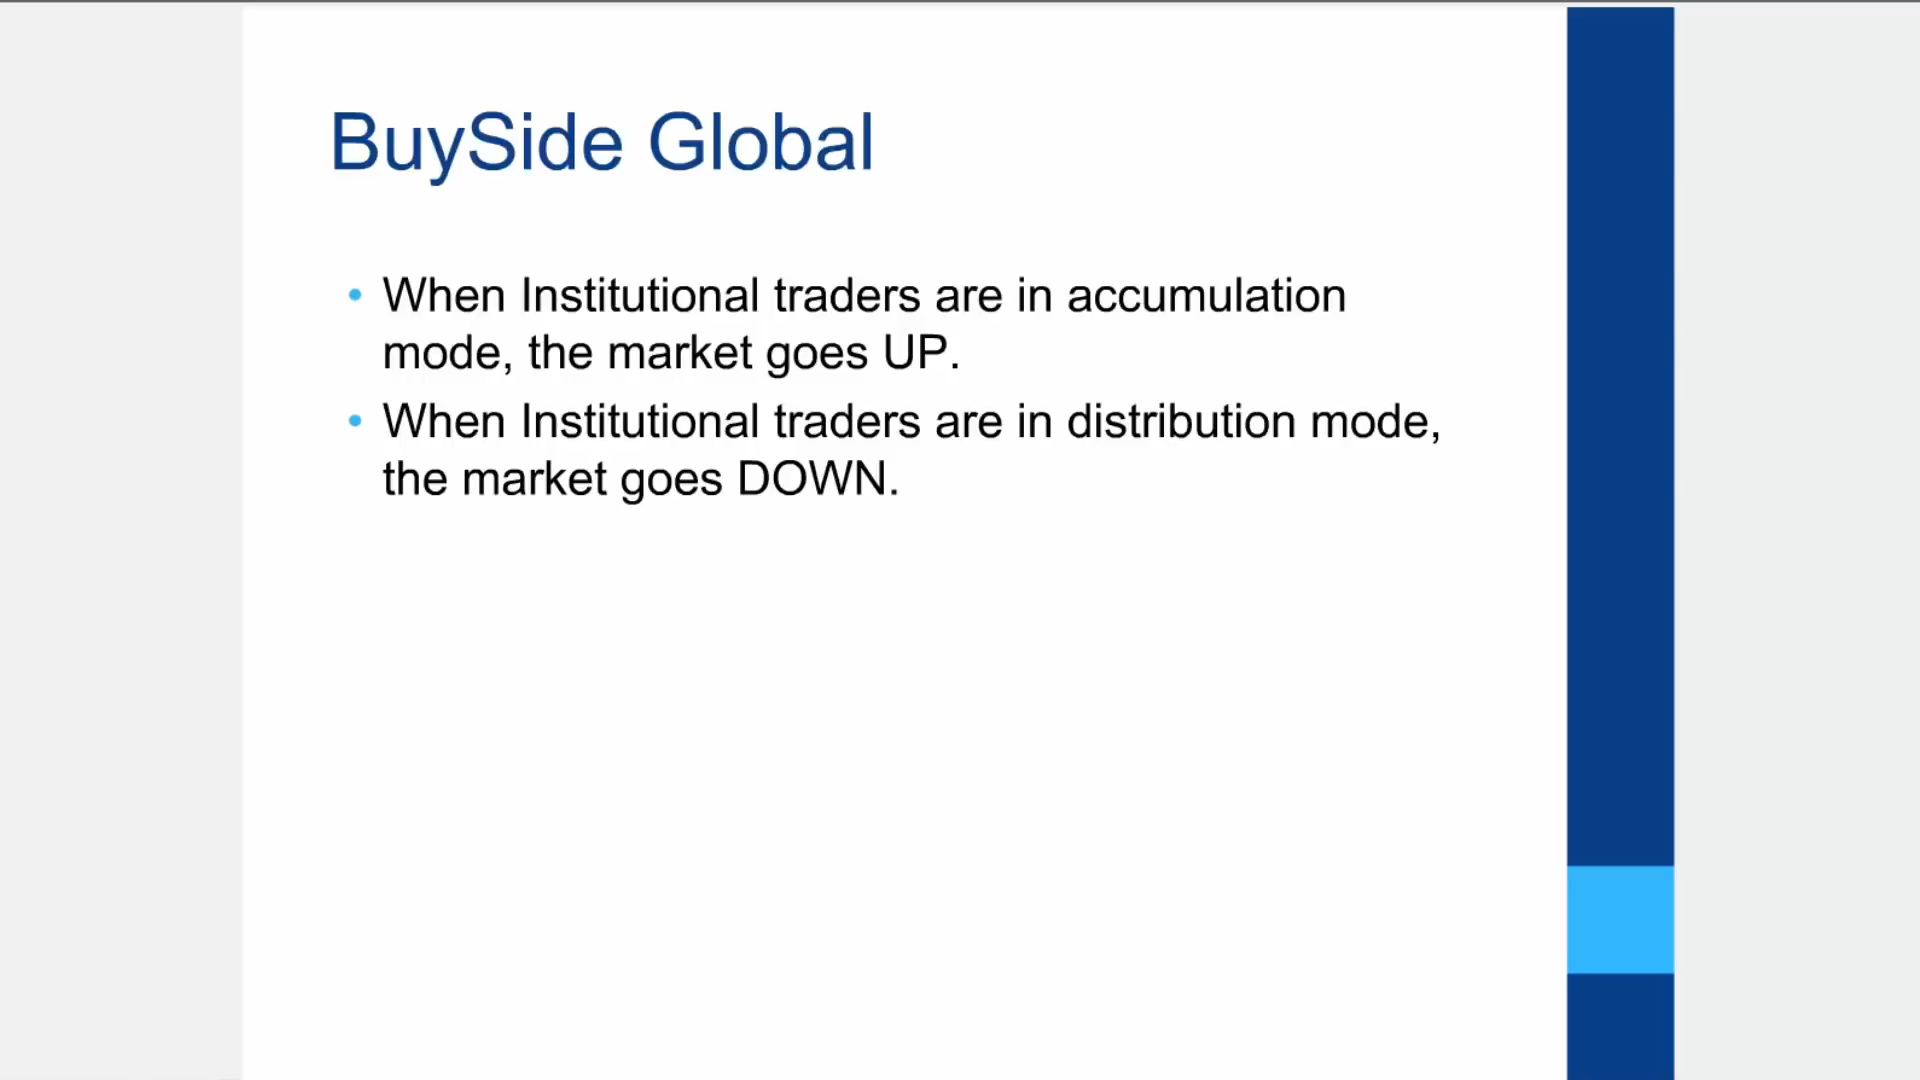 BuySide Global
• When Institutional traders are in accumulation
mode, the market goes UP.
• When Institutional traders are in distribution mode,
the market goes DOWN.